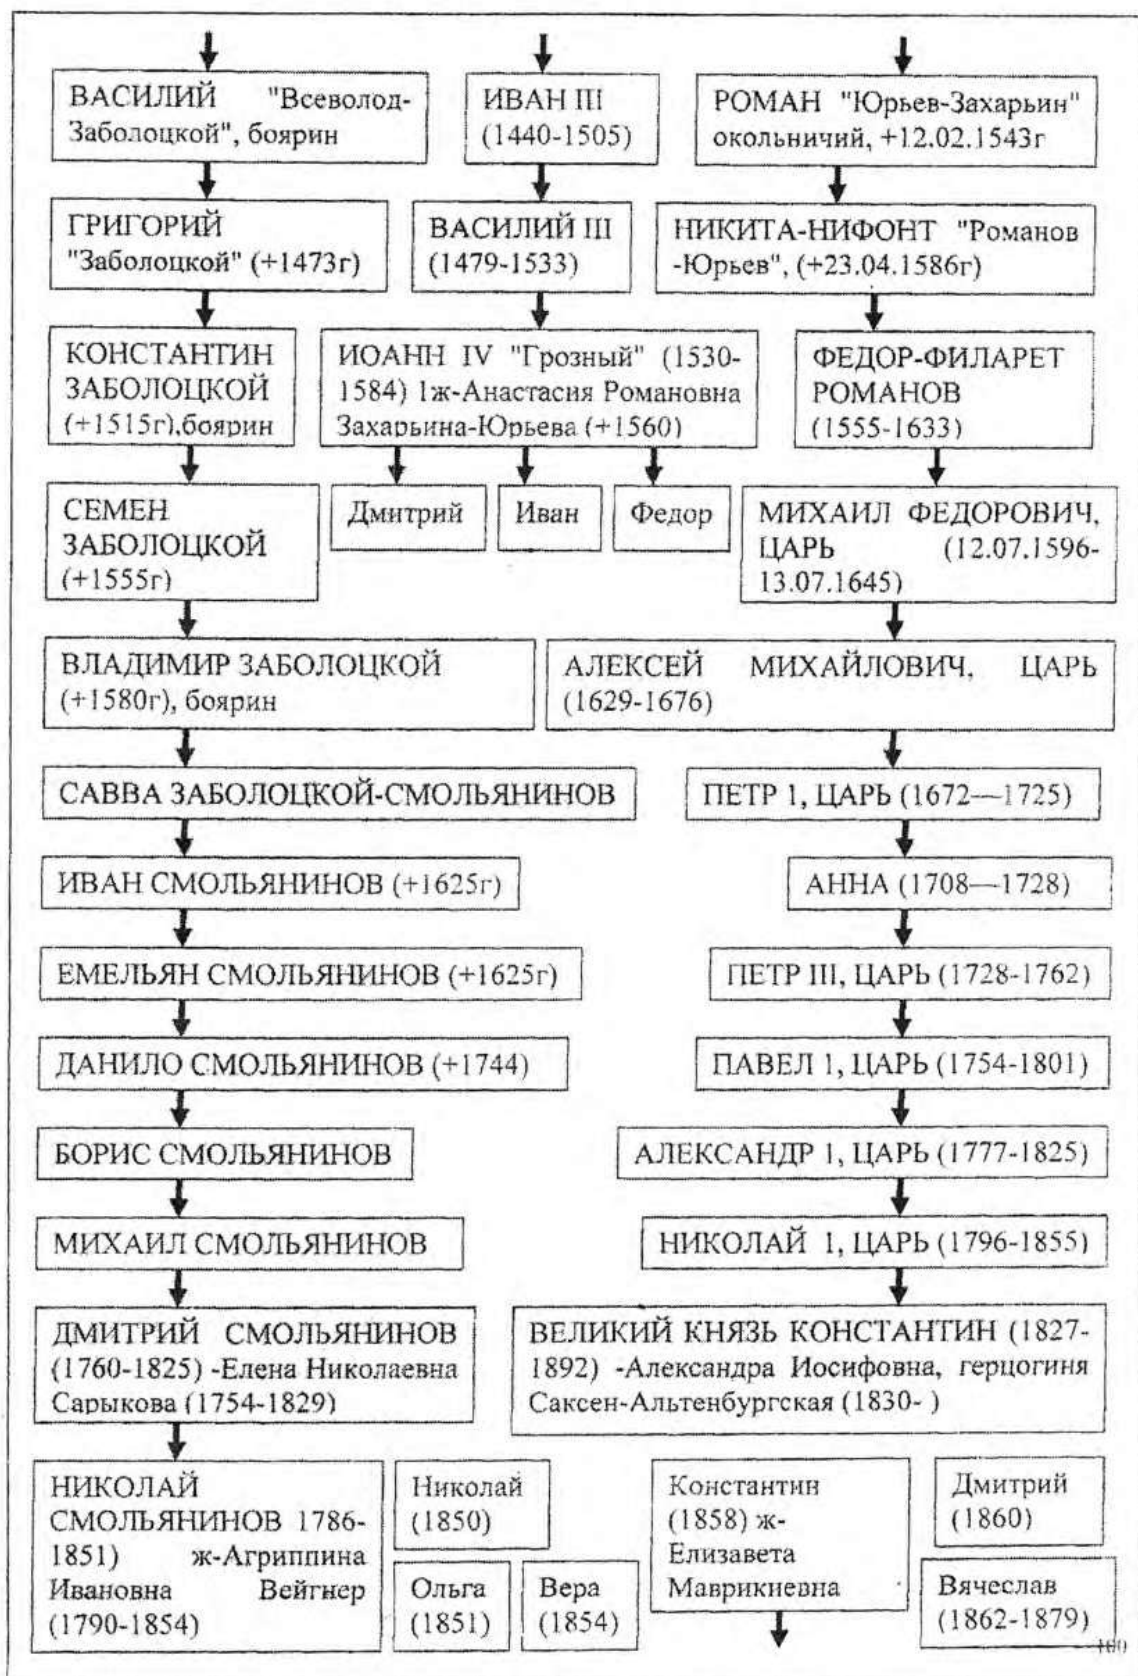 ВАСИЛИЙ "Всеволод-
Заболоцкой", боярин
ИВАН III
(1440-1505)
РОМАН "Юрьев-Захарьин"
окольничий, +12.02.1543г
ГРИГОРИЙ
"Заболоцкой" (+1473г)
ВАСИЛИЙ III
(1479-1533)
НИКИТА-НИФОНТ "Романов
-Юрьев", (+23.04.1586г)
КОНСТАНТИН
ЗАБОЛОЦКОЙ
(+1515г),боярин
ИОАНН IV "Грозный" (1530-
1584) 1ж-Анастасия Романовна
Захарьина-Юрьева (+1560)
ФЕДОР-ФИЛАРЕТ
РОМАНОВ
(1555-1633)
СЕМЕН
ЗАБОЛОЦКОЙ
(+1555г)
Дмитрий
Иван
Федор
МИХАИЛ ФЕДОРОВИЧ,
ЦАРЬ (12.07.1596-
13.07.1645)
ВЛАДИМИР ЗАБОЛОЦКОЙ
(+1580г), боярин
АЛЕКСЕЙ МИХАЙЛОВИЧ, ЦАРЬ
(1629-1676)
САВВА ЗАБОЛОЦКОЙ-СМОЛЬЯНИНОВ
ПЕТР 1, ЦАРЬ (1672—1725)
ИВАН СМОЛЬЯНИНОВ (+1625г)
АННА (1708—1728)
ЕМЕЛЬЯН СМОЛЬЯНИНОВ (+1625г)
ПЕТР III, ЦАРЬ (1728-1762)
ДАНИЛО СМОЛЬЯНИНОВ (+1744)
ПАВЕЛ 1, ЦАРЬ (1754-1801)
БОРИС СМОЛЬЯНИНОВ
АЛЕКСАНДР 1, ЦАРЬ (1777-1825)
МИХАИЛ СМОЛЬЯНИНОВ
НИКОЛАЙ 1, ЦАРЬ (1796-1855)
ДМИТРИЙ СМОЛЬЯНИНОВ
(1760-1825) -Елена Николаевна
Сарыкова (1754-1829)
ВЕЛИКИЙ КНЯЗЬ КОНСТАНТИН (1827-
1892) -Александра Иосифовна, герцогиня
Саксен-Альтенбургская (1830- )
НИКОЛАЙ
СМОЛЬЯНИНОВ 1786-
1851) ж-Агриппина
Ивановна Вейгнер
(1790-1854)
Николай
(1850)
Ольга
(1851)
Вера
(1854)
Константин
(1858) ж-
Елизавета
Маврикиевна
Дмитрий
(1860)
Вячеслав
(1862-1879)